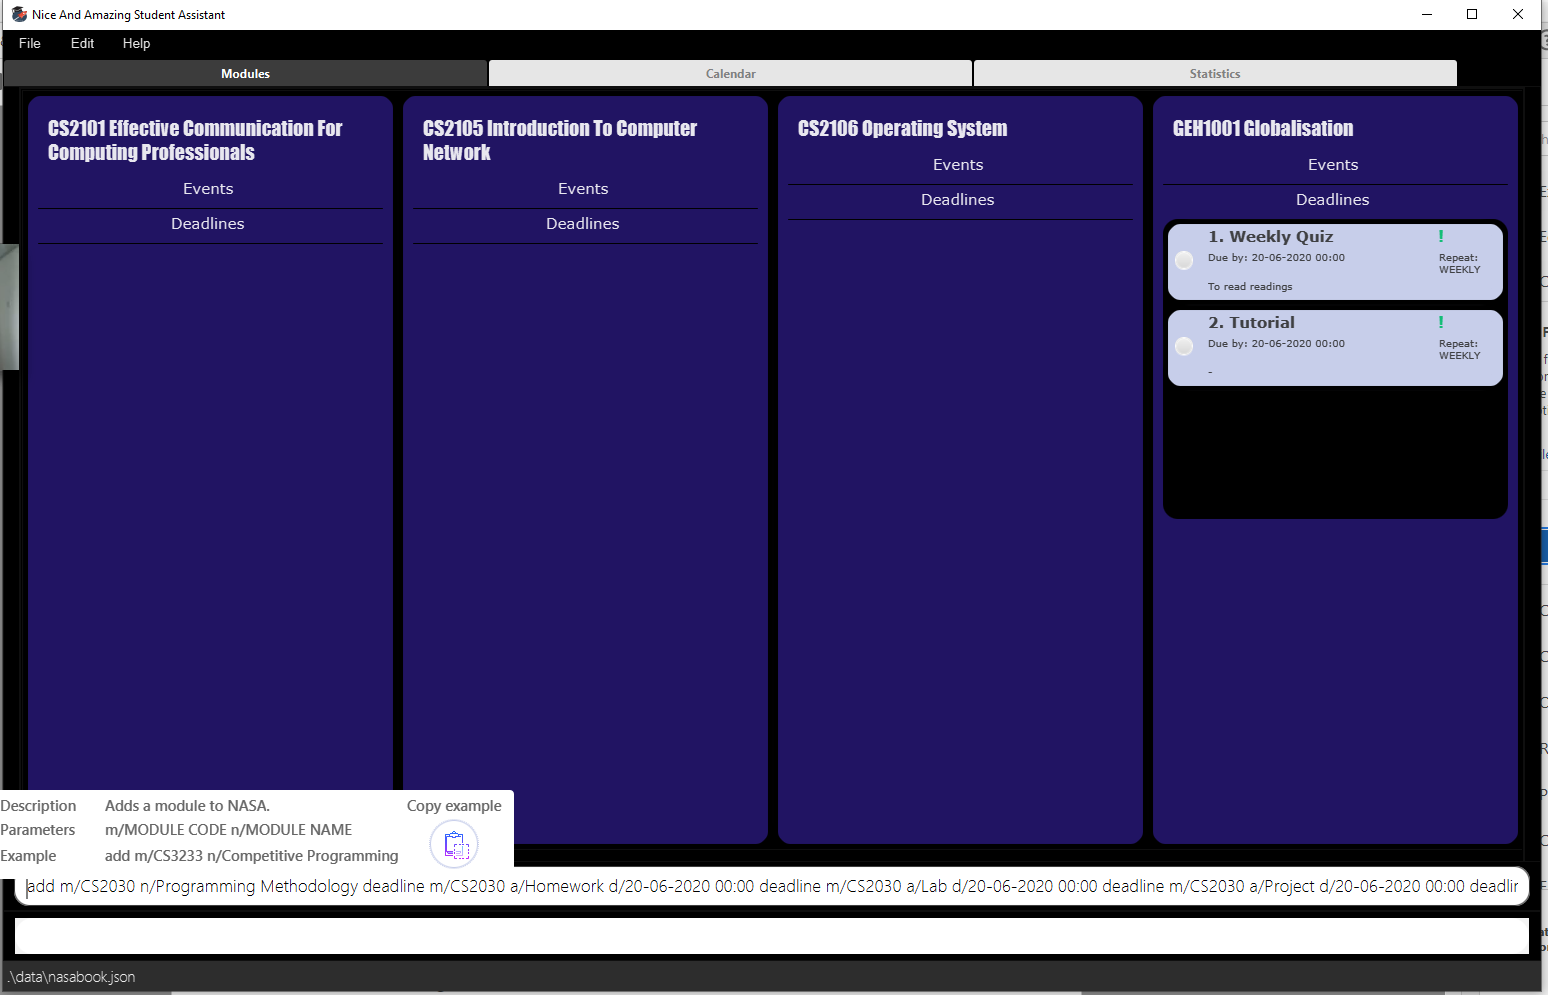 Nice And Amazing Student Assistant
File Edit Help
Modules Calendar Statistics
CS2101 Effective Communication For
Computing Professionals
Events
Deadlines
CS2105 Introduction To Computer
Network
Events
Deadlines
CS2106 Operating System
Events
Deadlines
GEH1001 Globalisation
Events
Deadlines
1. Weekly Quiz !
Due by: 20-06-2020 00:00 Repeat:
WEEKLY
To read readings
2. Tutorial !
Due by: 20-06-2020 00:00 Repeat:
WEEKLY
-
Description Adds a module to NASA. Copy example
Parameters m/MODULE CODE n/MODULE NAME
Example add m/CS3233 n/Competitive Programming
add m/CS2030 n/Programming Methodology deadline m/CS2030 a/Homework d/20-06-2020 00:00 deadline m/CS2030 a/Lab d/20-06-2020 00:00 deadline m/CS2030 a/Project d/20-06-2020 00:00
.\data\nasabook.json